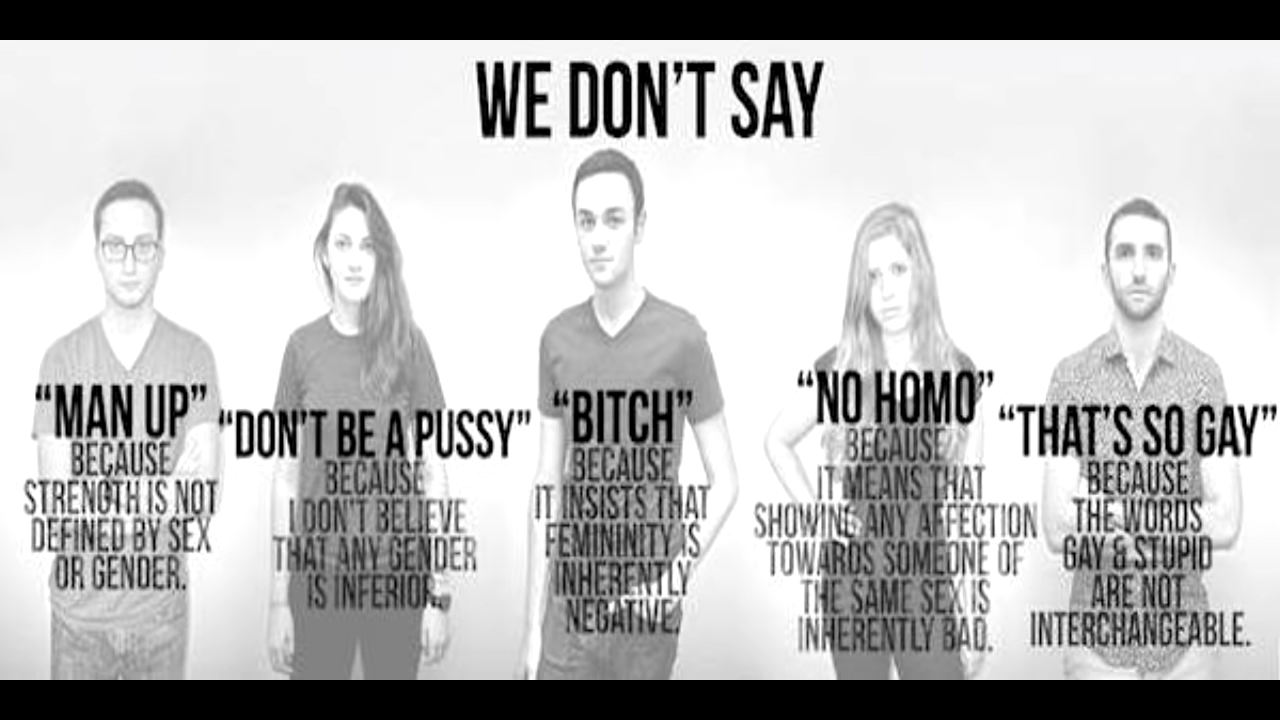 WE DON'T SAY
"MAN UP"
BECAUSE
STRENGTH IS NOT
DEFINED BY SEX
OR GENDER.
"DON'T BE A PUSSY"
BECAUSE
I DON'T BELIEVE
THAT ANY GENDER
IS INFERIOR.
"BITCH"
BECAUSE
IT INSISTS THAT
FEMININITY IS
INHERENTLY
NEGATIVE.
"NO HOMO"
BECAUSE
IT MEANS THAT
SHOWING ANY AFFECTION
TOWARDS SOMEONE OF
THE SAME SEX IS
INHERENTLY BAD.
"THAT'S SO GAY"
BECAUSE
THE WORDS
GAY & STUPID
ARE NOT
INTERCHANGEABLE.